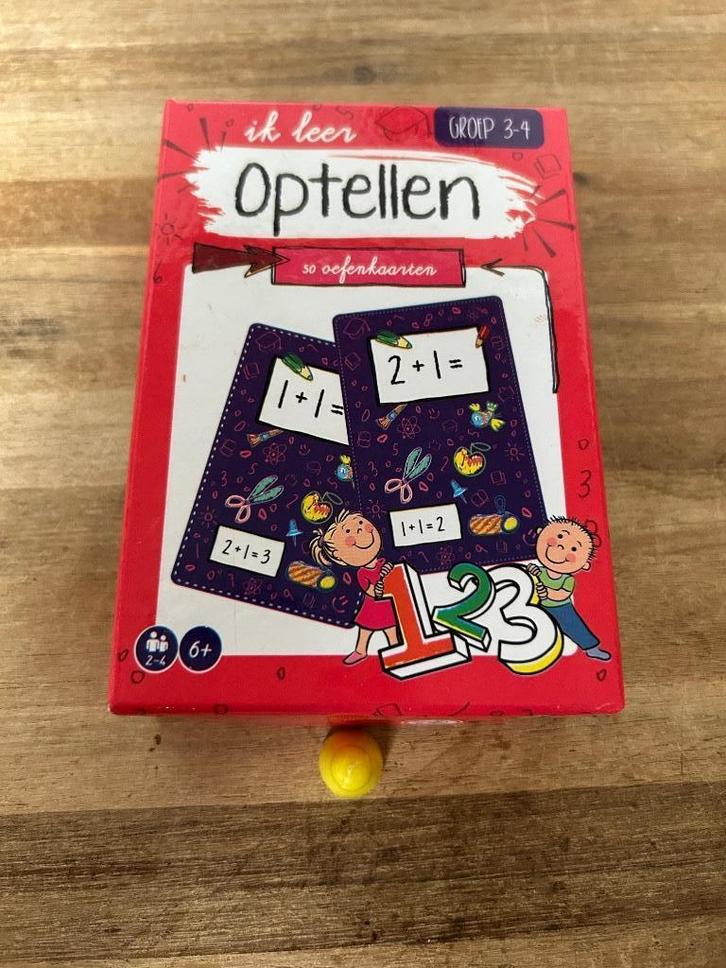 ik leer
GROEP 3-4
Optellen
50 oefenkaarten
1+1=
2+1=
2+1=3
1+1=2
123
2-4
6+